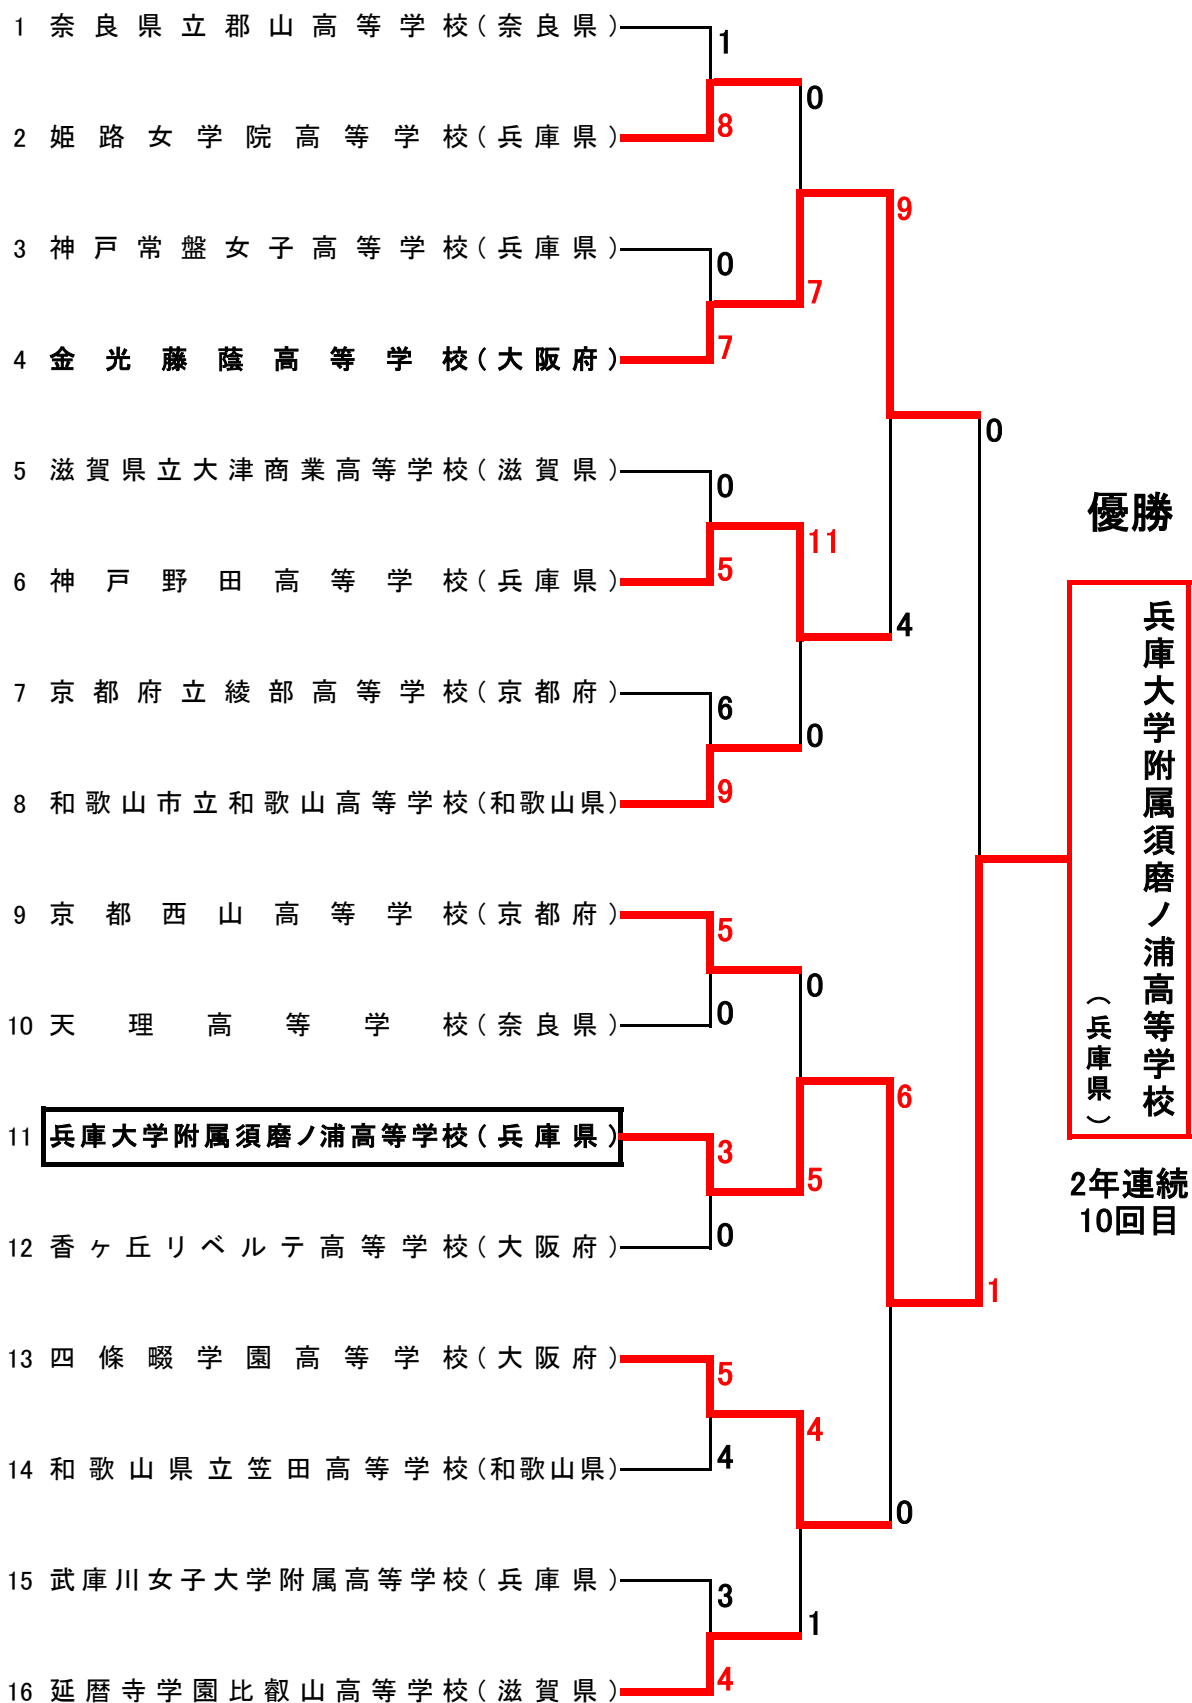 1 奈良県立郡山高等学校(奈良県)
1
0
2 姫路女学院高等学校(兵庫県)
8
9
3 神戸常盤女子高等学校(兵庫県)
0
7
4 金光藤蔭高等学校(大阪府)
7
0
5 滋賀県立大津商業高等学校(滋賀県)
0
11
6 神戸野田高等学校(兵庫県)
5
4
7 京都府立綾部高等学校(京都府)
6
0
8 和歌山市立和歌山高等学校(和歌山県)
9
9 京都西山高等学校(京都府)
5
0
10 天理高等学校(奈良県)
0
6
11 兵庫大学附属須磨ノ浦高等学校(兵庫県)
3
5
12 香ヶ丘リベルテ高等学校(大阪府)
0
1
13 四條畷学園高等学校(大阪府)
5
4
14 和歌山県立笠田高等学校(和歌山県)
4
0
15 武庫川女子大学附属高等学校(兵庫県)
3
1
16 延暦寺学園比叡山高等学校(滋賀県)
4
優勝
兵庫大学附属須磨ノ浦高等学校
(兵庫県)
2年連続
10回目